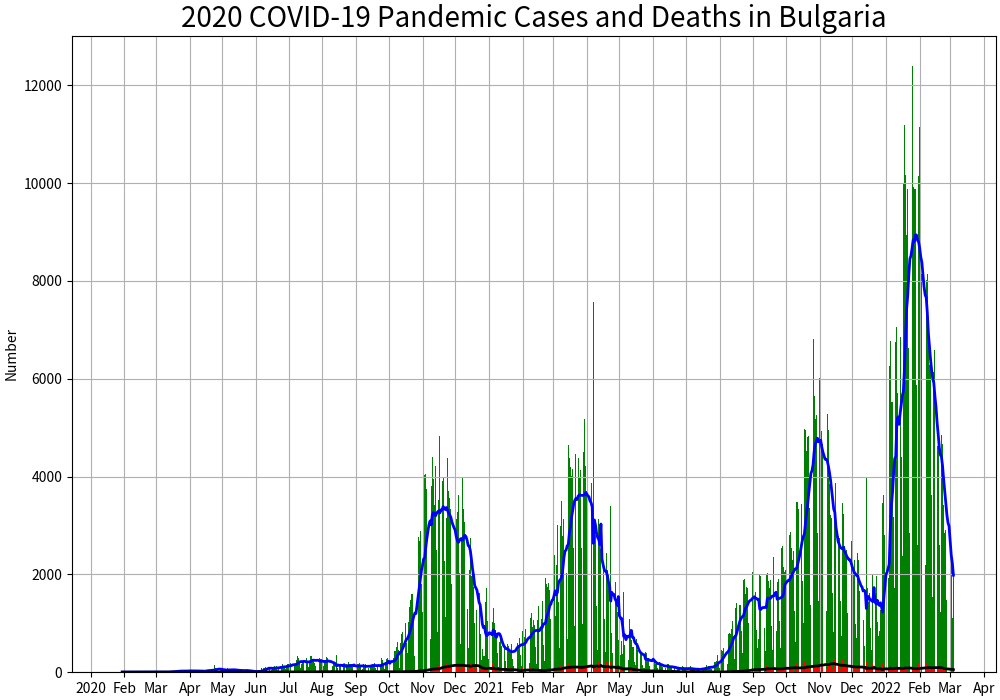 2020 COVID-19 Pandemic Cases and Deaths in Bulgaria
12000
10000
8000
6000
4000
2000
0
Number
2020 Feb Mar Apr May Jun Jul Aug Sep Oct Nov Dec 2021 Feb Mar Apr May Jun Jul Aug Sep Oct Nov Dec 2022 Feb Mar Apr